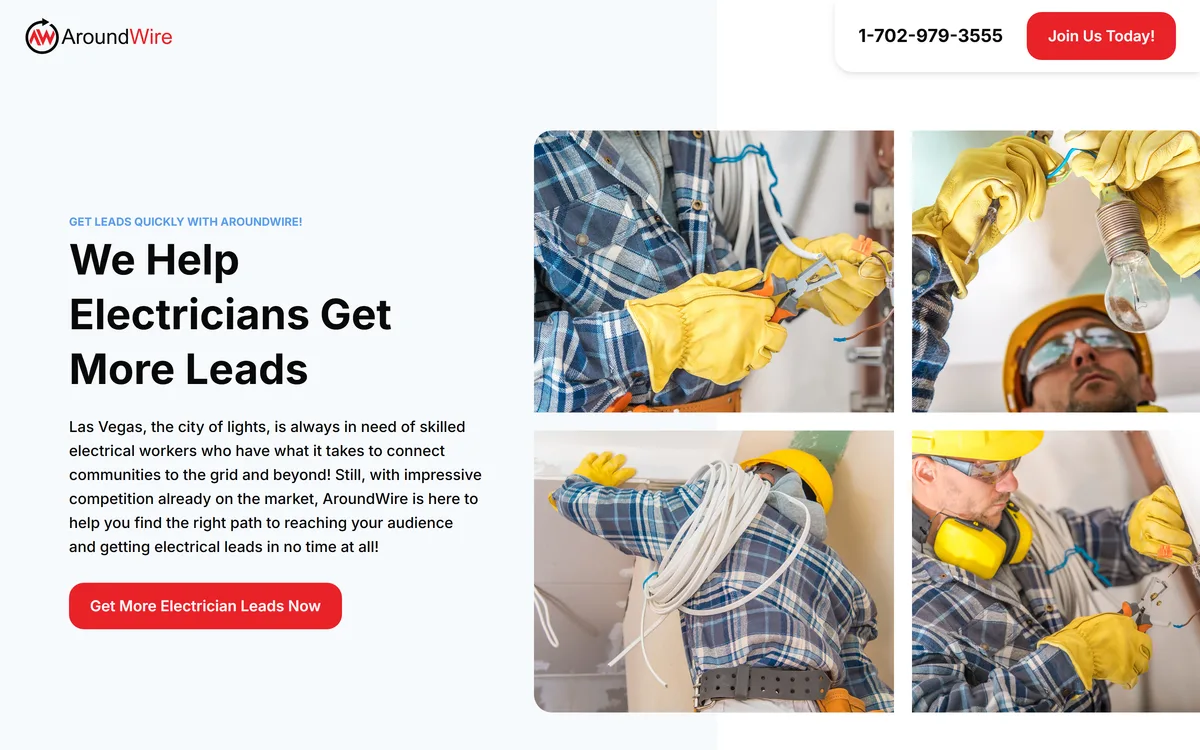 AroundWire
1-702-979-3555
Join Us Today!
GET LEADS QUICKLY WITH AROUNDWIRE!
We Help
Electricians Get
More Leads
Las Vegas, the city of lights, is always in need of skilled
electrical workers who have what it takes to connect
communities to the grid and beyond! Still, with impressive
competition already on the market, AroundWire is here to
help you find the right path to reaching your audience
and getting electrical leads in no time at all!
Get More Electrician Leads Now